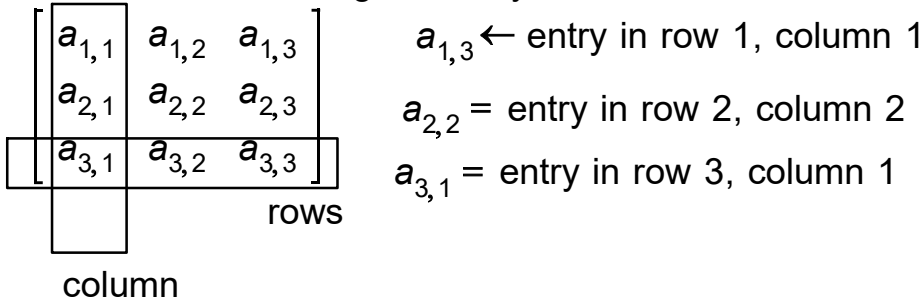 a1,1 a1,2 a1,3 a1,3 ← entry in row 1, column 1
a2,1 a2,2 a2,3 a2,2 = entry in row 2, column 2
a3,1 a3,2 a3,3 a3,1 = entry in row 3, column 1
rows
column